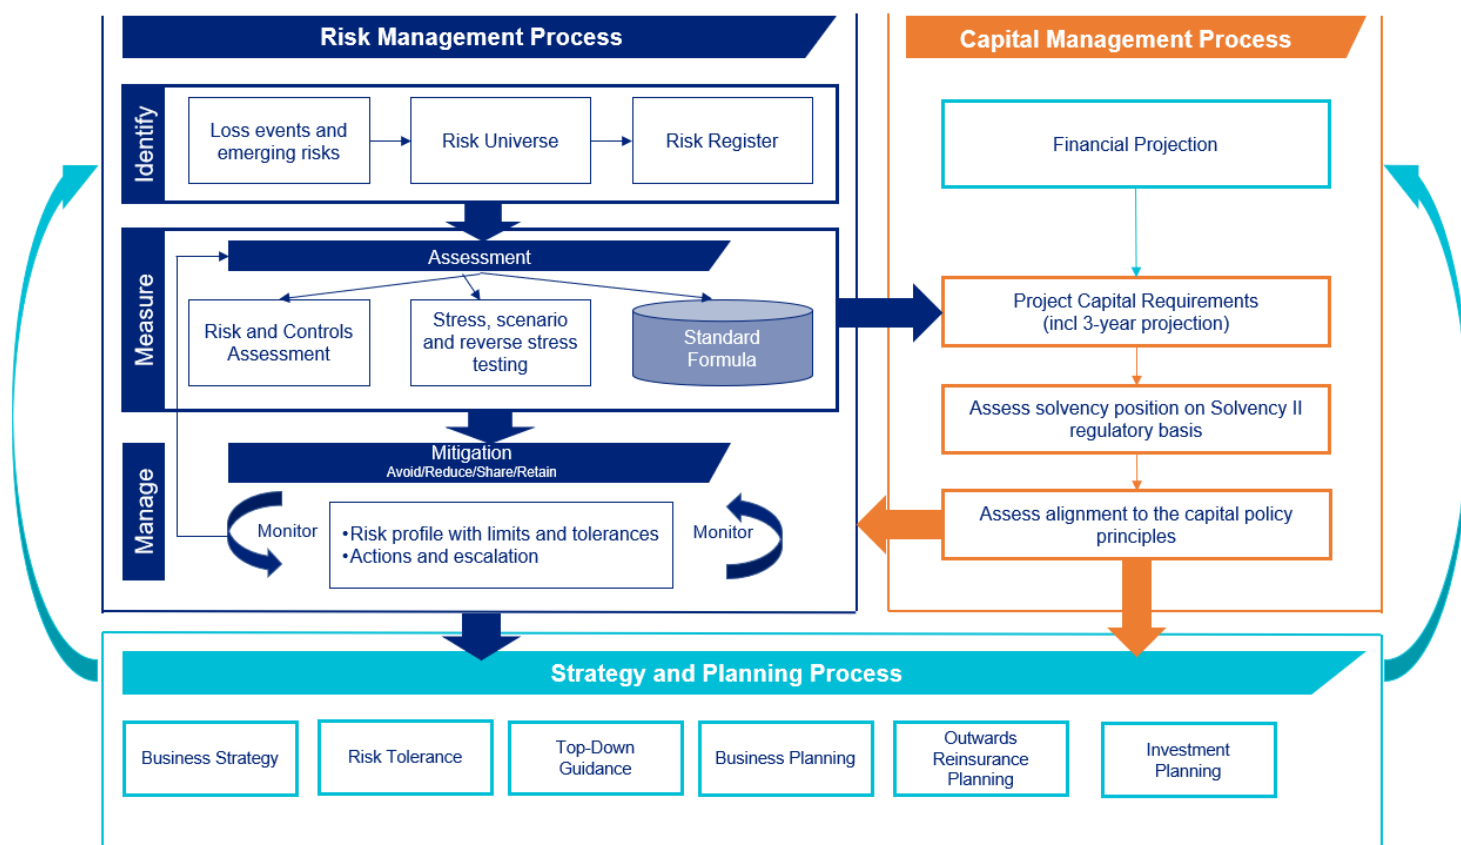 Risk Management Process
Capital Management Process
Identify
Loss events and
emerging risks
Risk Universe
Risk Register
Financial Projection
Measure
Assessment
Risk and Controls
Assessment
Stress, scenario
and reverse stress
testing
Standard
Formula
Project Capital Requirements
(incl 3-year projection)
Assess solvency position on Solvency II
regulatory basis
Manage
Mitigation
Avoid/Reduce/Share/Retain
Monitor
•Risk profile with limits and tolerances
•Actions and escalation
Monitor
Assess alignment to the capital policy
principles
Strategy and Planning Process
Business Strategy
Risk Tolerance
Top-Down
Guidance
Business Planning
Outwards
Reinsurance
Planning
Investment
Planning